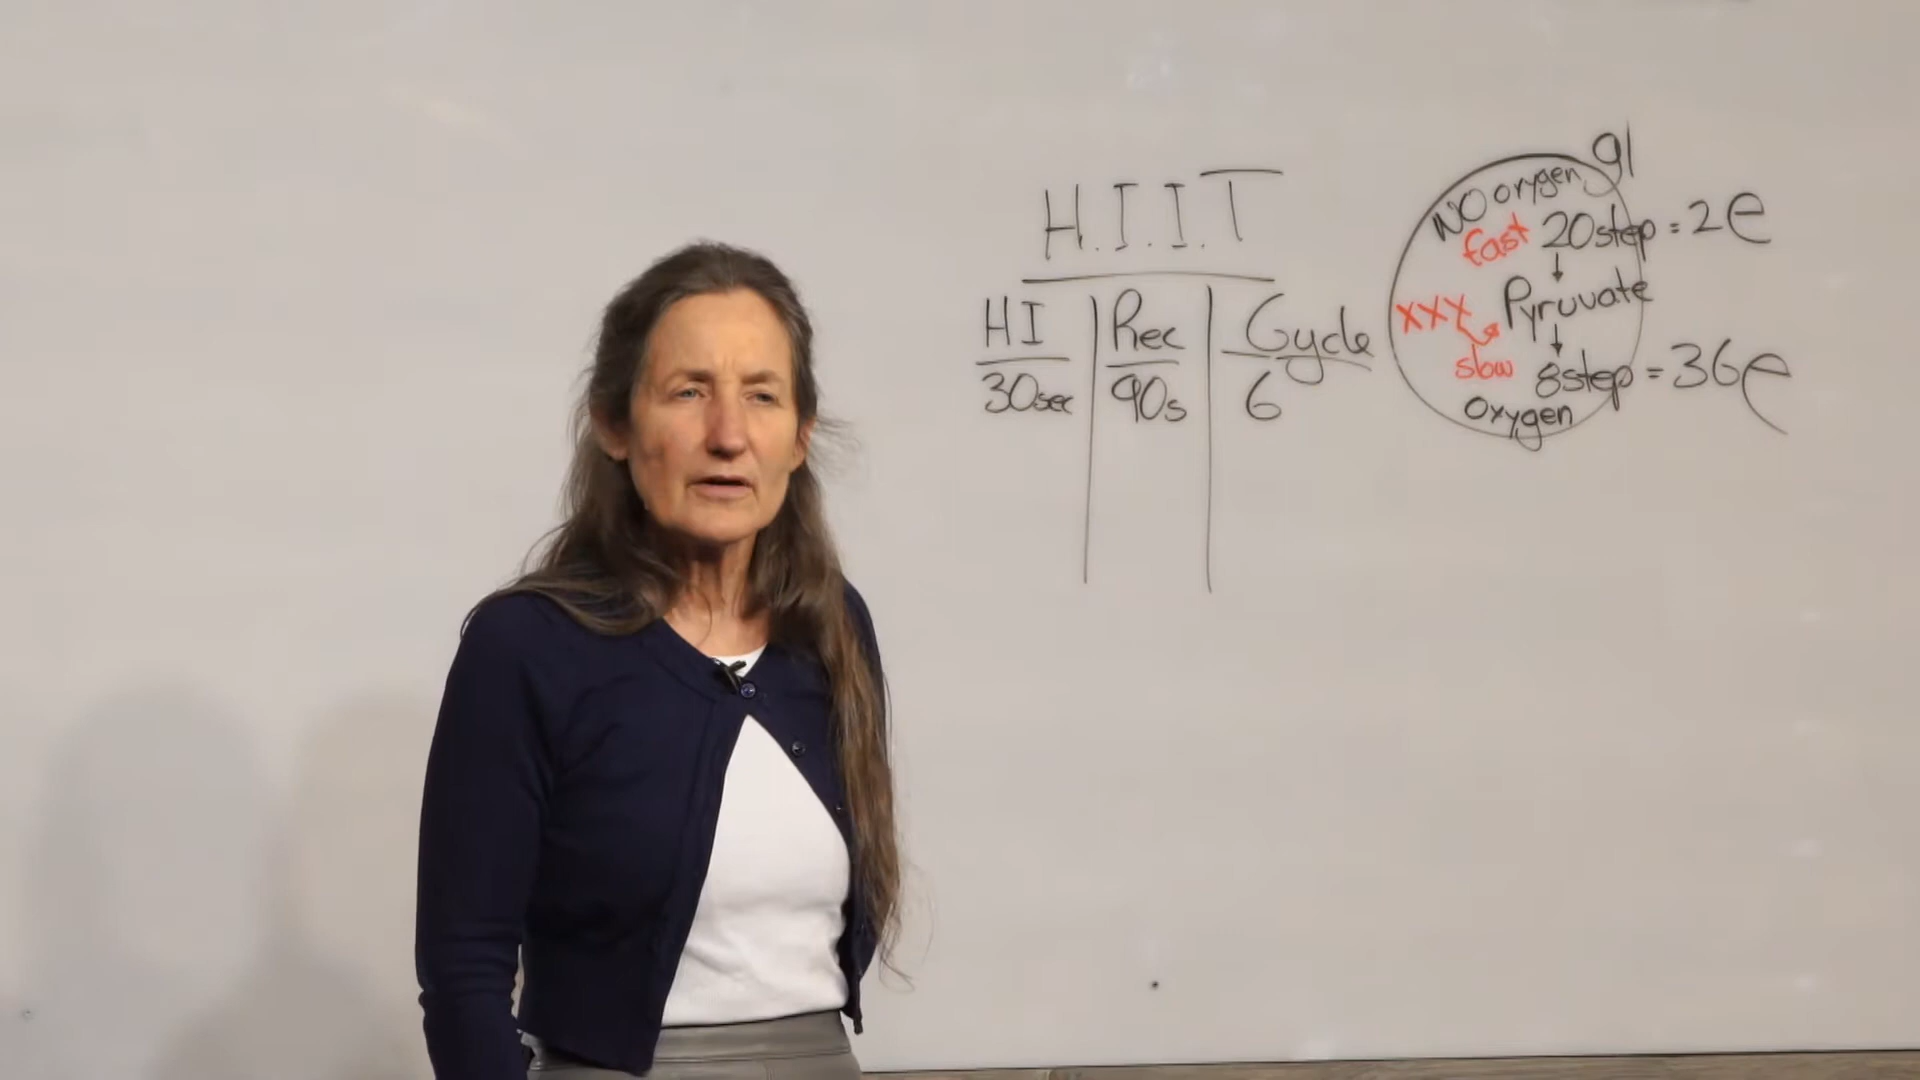 H.I.I.T
HI Rec Cycle
30sec 90s 6
gl
NO oxygen
fast 20step = 2e
xxx Pyruvate
slow 8step = 36e
oxygen